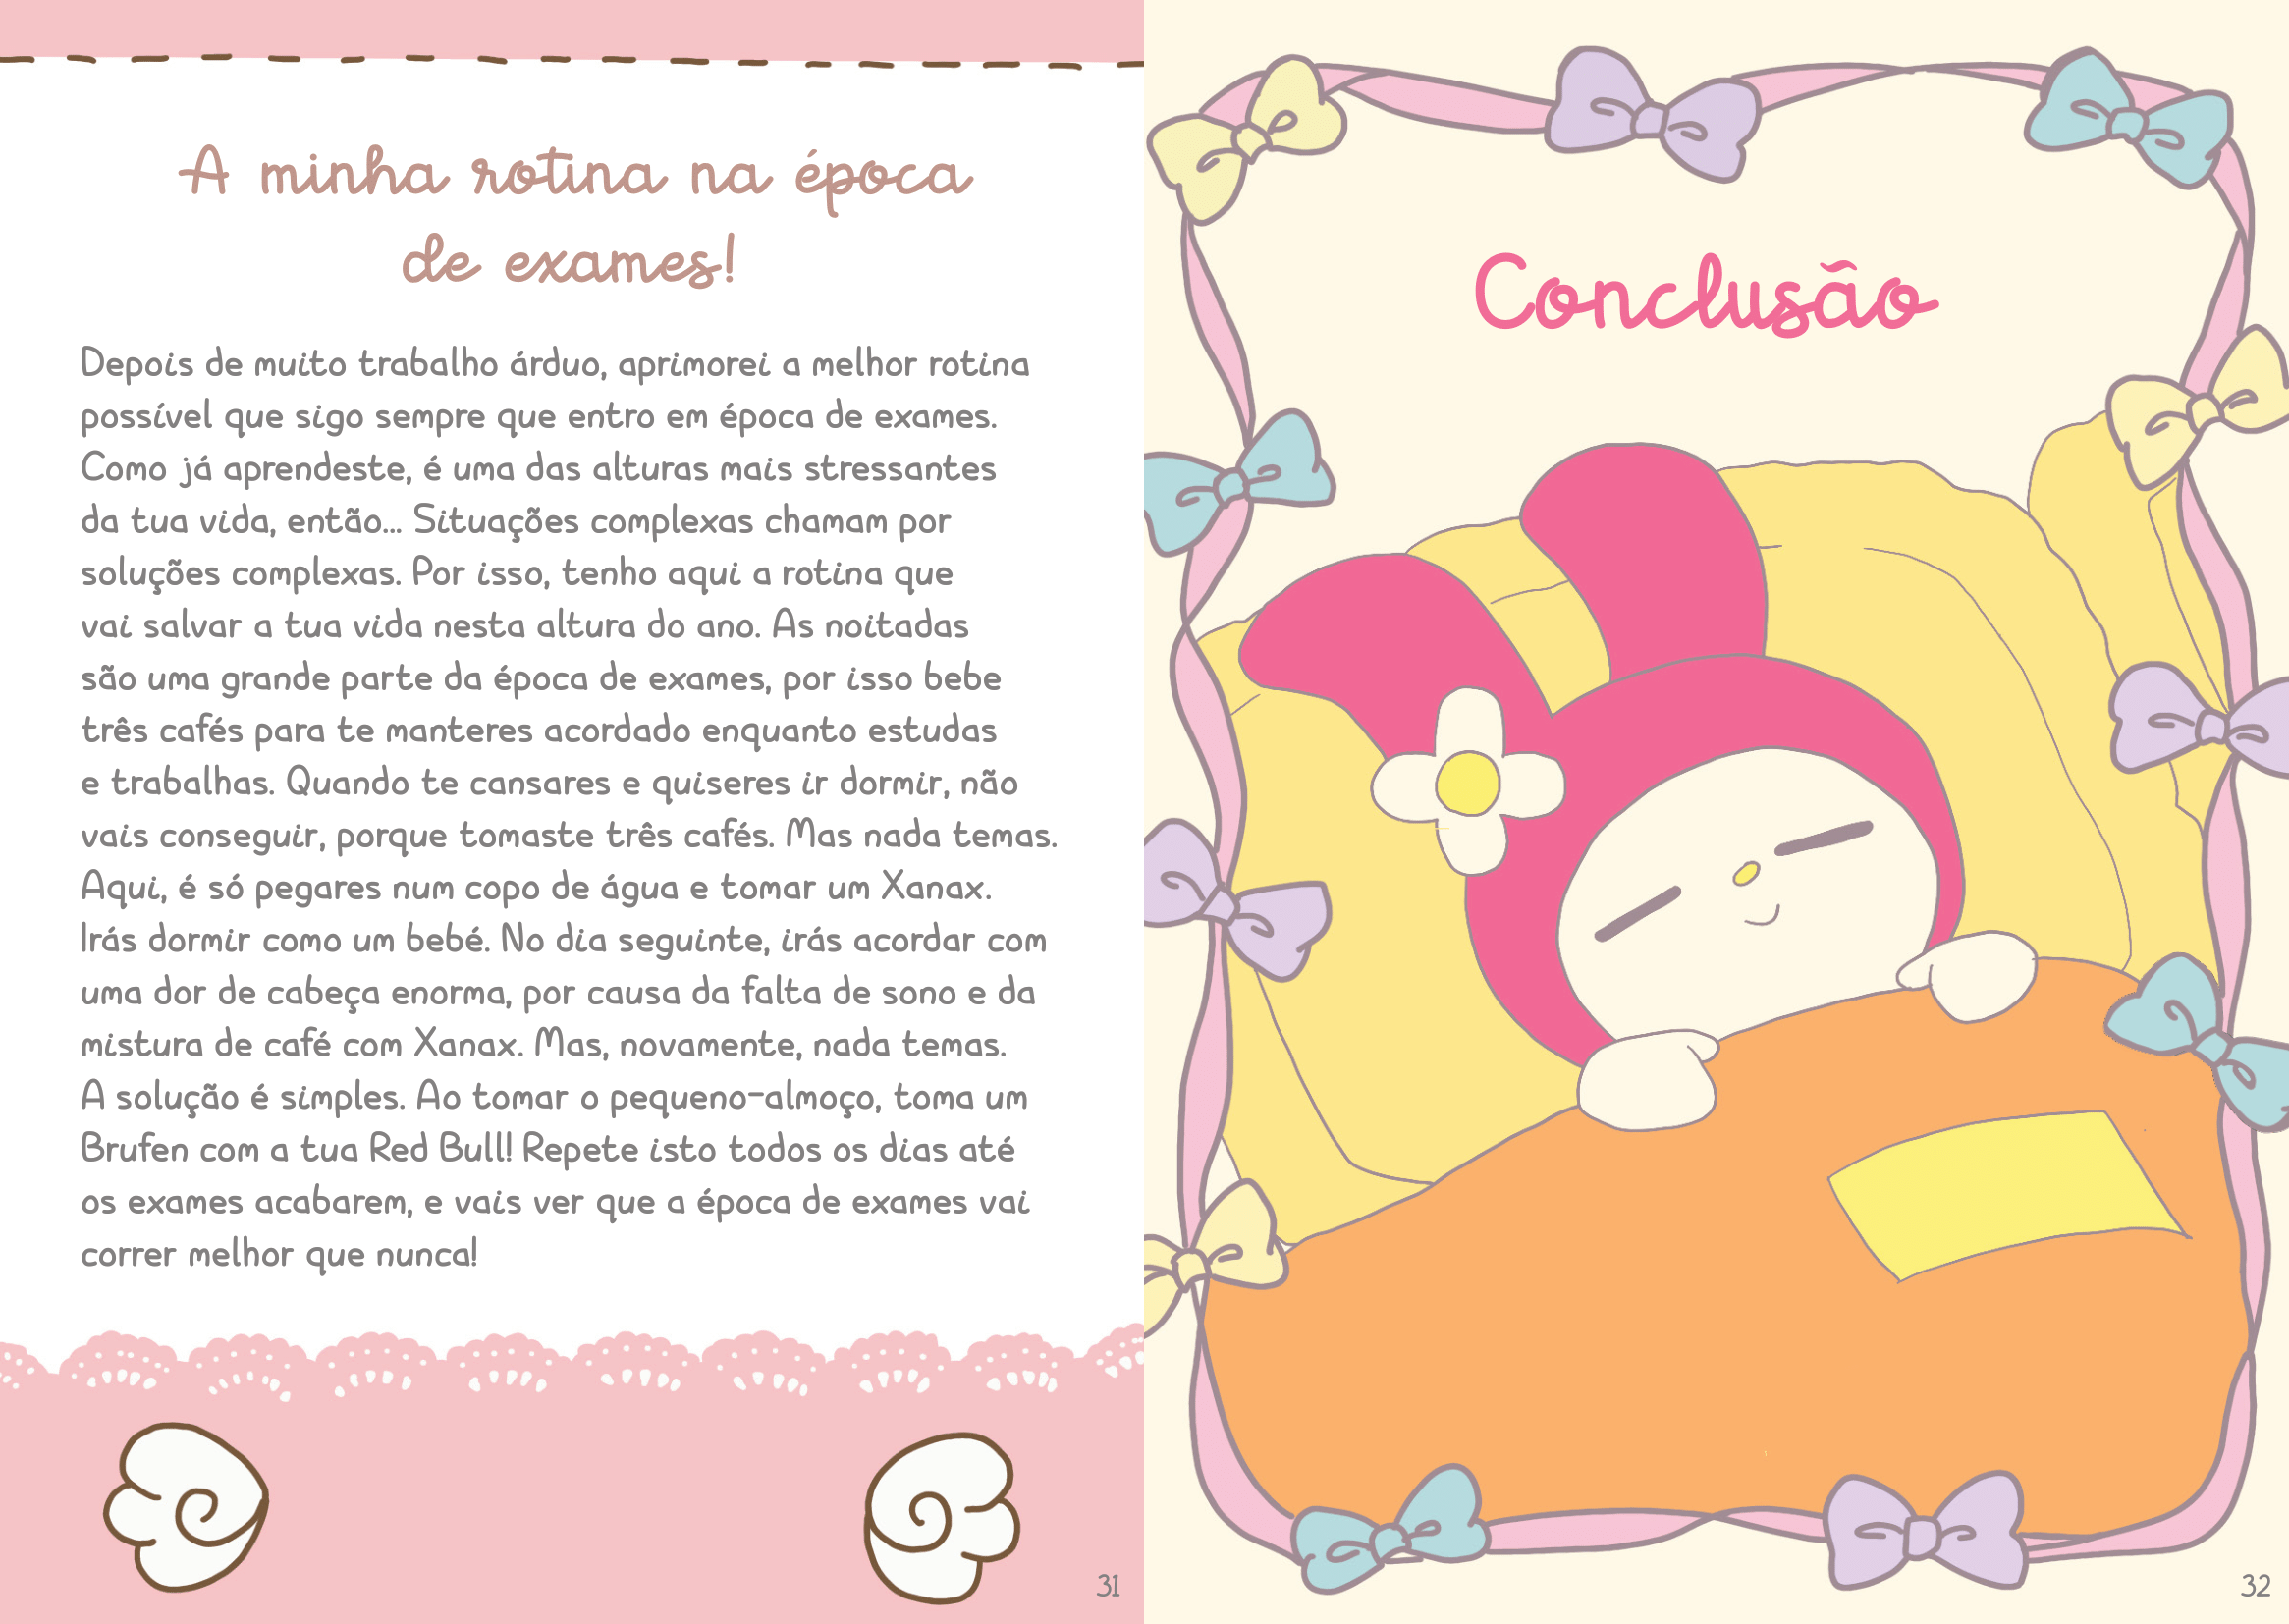 A minha rotina na época
de exames!
Depois de muito trabalho árduo, aprimorei a melhor rotina
possível que sigo sempre que entro em época de exames.
Como já aprendeste, é uma das alturas mais stressantes
da tua vida, então... Situações complexas chamam por
soluções complexas. Por isso, tenho aqui a rotina que
vai salvar a tua vida nesta altura do ano. As noitadas
são uma grande parte da época de exames, por isso bebe
três cafés para te manteres acordado enquanto estudas
e trabalhas. Quando te cansares e quiseres ir dormir, não
vais conseguir, porque tomaste três cafés. Mas nada temas.
Aqui, é só pegares num copo de água e tomar um Xanax.
Irás dormir como um bebé. No dia seguinte, irás acordar com
uma dor de cabeça enorma, por causa da falta de sono e da
mistura de café com Xanax. Mas, novamente, nada temas.
A solução é simples. Ao tomar o pequeno-almoço, toma um
Brufen com a tua Red Bull! Repete isto todos os dias até
os exames acabarem, e vais ver que a época de exames vai
correr melhor que nunca!
31
Conclusão
32